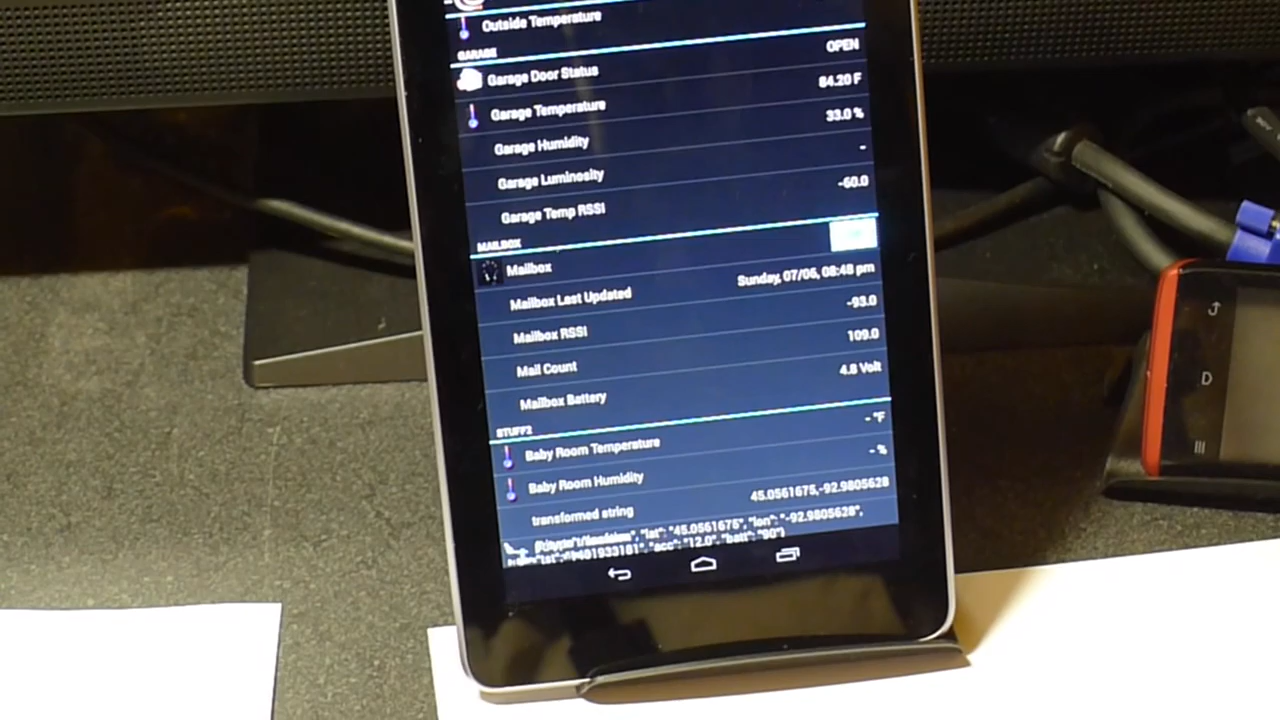 Outside Temperature
GARAGE
Garage Door Status OPEN
Garage Temperature 84.20 F
Garage Humidity 33.0 %
Garage Luminosity -
Garage Temp RSSI -60.0
MAILBOX
Mailbox
Mailbox Last Updated Sunday, 07/06, 08:48 pm
Mailbox RSSI -93.0
Mail Count 109.0
Mailbox Battery 4.8 Volt
STUFF2
Baby Room Temperature - °F
Baby Room Humidity - %
transformed string 45.0561675,-92.9805628
"lat": "45.0561675", "lon": "-92.9805628",
"tst": "1401933181", "acc": "12.0", "batt": "90"}
D